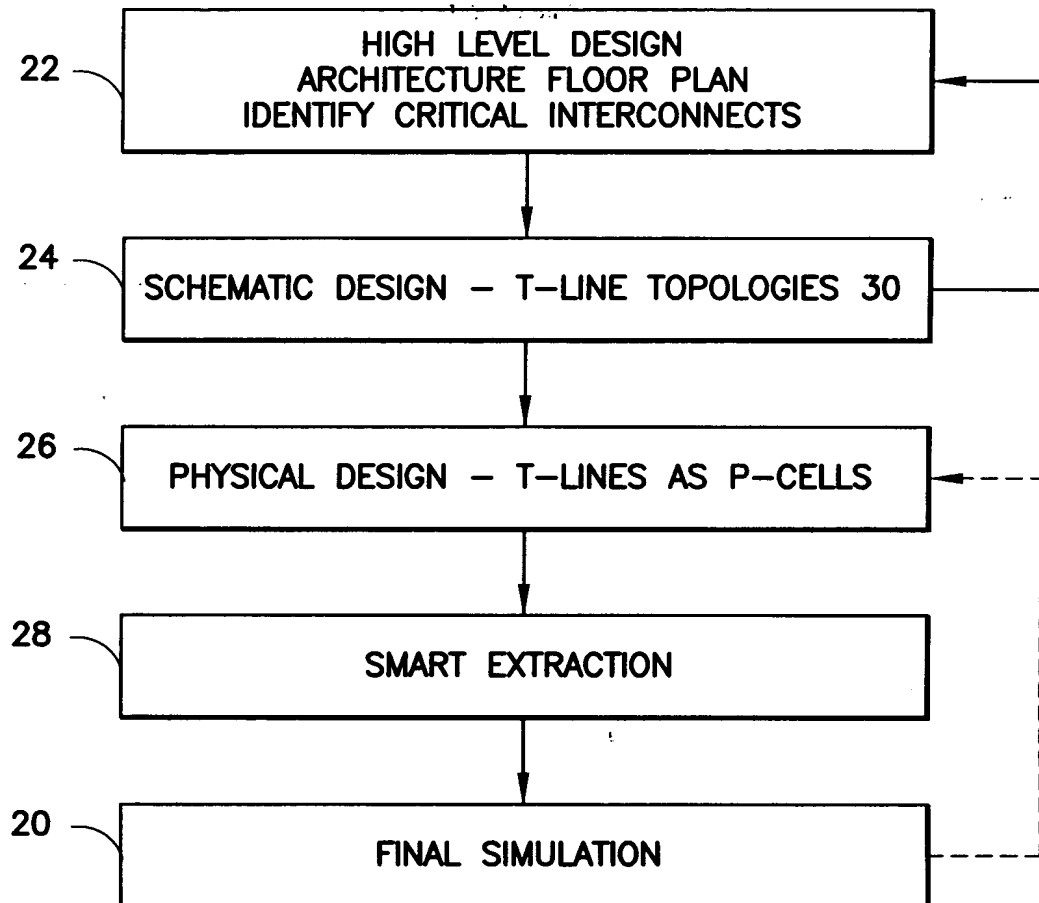 22
HIGH LEVEL DESIGN
ARCHITECTURE FLOOR PLAN
IDENTIFY CRITICAL INTERCONNECTS
24
SCHEMATIC DESIGN – T-LINE TOPOLOGIES 30
26
PHYSICAL DESIGN – T-LINES AS P-CELLS
28
SMART EXTRACTION
20
FINAL SIMULATION